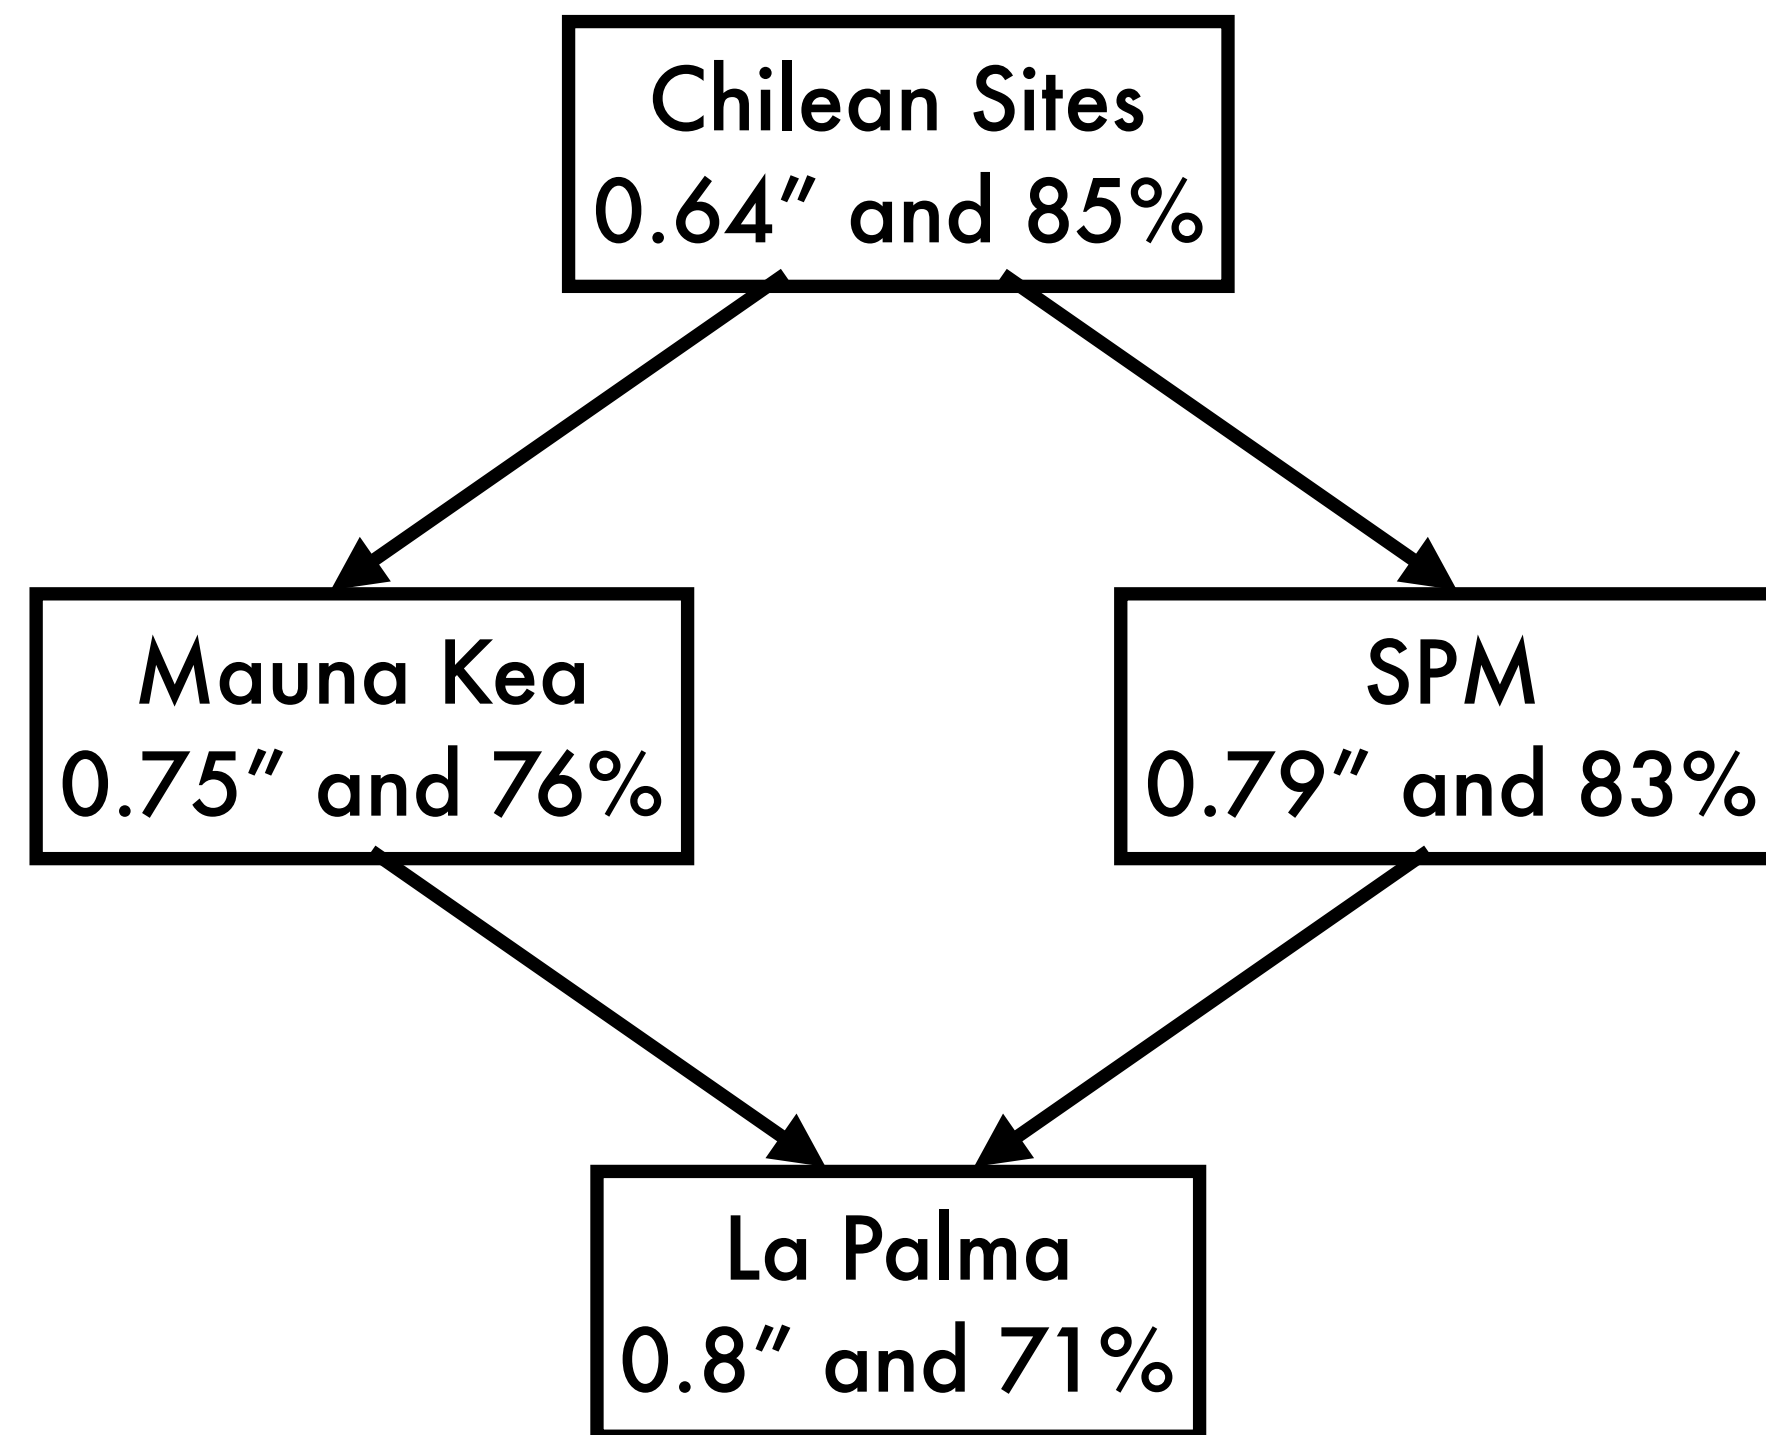 Chilean Sites
0.64″ and 85%
Mauna Kea
0.75″ and 76%
SPM
0.79″ and 83%
La Palma
0.8″ and 71%